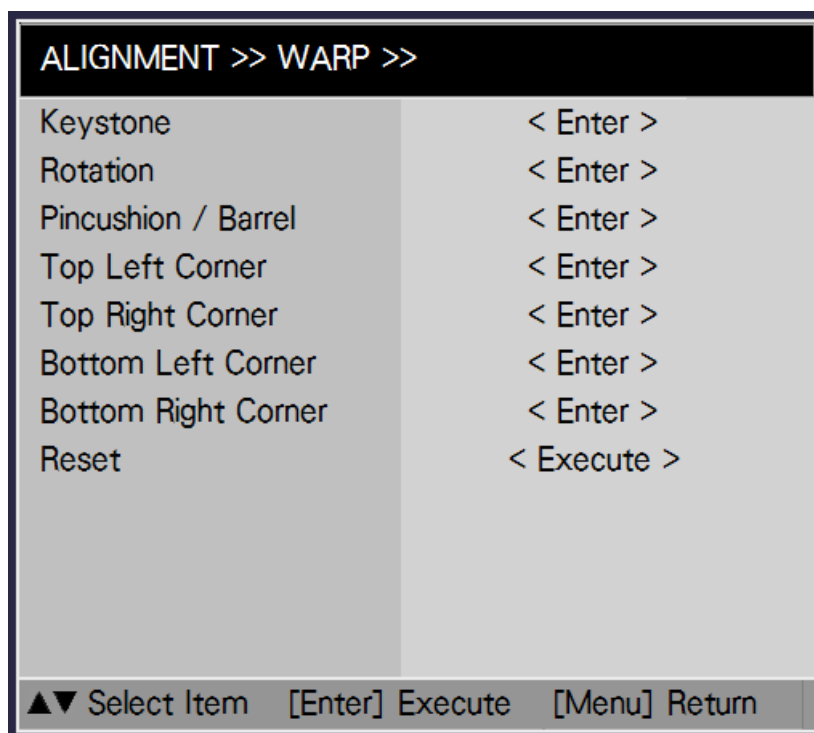 ALIGNMENT >> WARP >>
Keystone < Enter >
Rotation < Enter >
Pincushion / Barrel < Enter >
Top Left Corner < Enter >
Top Right Corner < Enter >
Bottom Left Corner < Enter >
Bottom Right Corner < Enter >
Reset < Execute >
▲▼ Select Item [Enter] Execute [Menu] Return